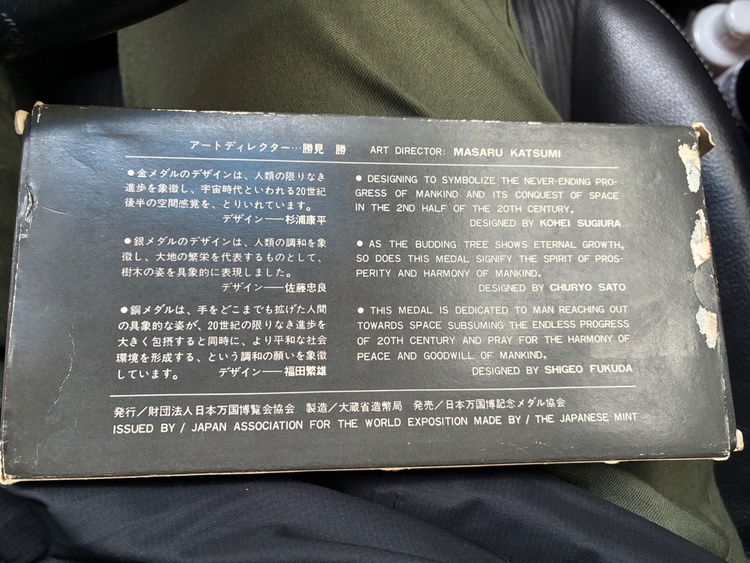 アートディレクター…勝見 勝 ART DIRECTOR: MASARU KATSUMI
●金メダルのデザインは、人類の限りなき
進歩を象徴し、宇宙時代といわれる20世紀
後半の空間感覚を、とりいれています。
デザイン―杉浦康平
● DESIGNING TO SYMBOLIZE THE NEVER-ENDING PRO-
GRESS OF MANKIND AND ITS CONQUEST OF SPACE
IN THE 2ND HALF OF THE 20TH CENTURY.
DESIGNED BY KOHEI SUGIURA
●銀メダルのデザインは、人類の調和を象
徴し、大地の繁栄を代表するものとして、
樹木の姿を具象的に表現しました。
デザイン―佐藤忠良
● AS THE BUDDING TREE SHOWS ETERNAL GROWTH,
SO DOES THIS MEDAL SIGNIFY THE SPIRIT OF PROS-
PERITY AND HARMONY OF MANKIND.
DESIGNED BY CHURYO SATO
●銅メダルは、手をどこまでも拡げた人間
の具象的な姿が、20世紀の限りなき進歩を
大きく包摂すると同時に、より平和な社会
環境を形成する、という調和の願いを象徴
しています。 デザイン―福田繁雄
● THIS MEDAL IS DEDICATED TO MAN REACHING OUT
TOWARDS SPACE SUBSUMING THE ENDLESS PROGRESS
OF 20TH CENTURY AND PRAY FOR THE HARMONY OF
PEACE AND GOODWILL OF MANKIND.
DESIGNED BY SHIGEO FUKUDA
発行／財団法人日本万国博覧会協会 製造／大蔵省造幣局 発売／日本万国博記念メダル協会
ISSUED BY / JAPAN ASSOCIATION FOR THE WORLD EXPOSITION MADE BY / THE JAPANESE MINT